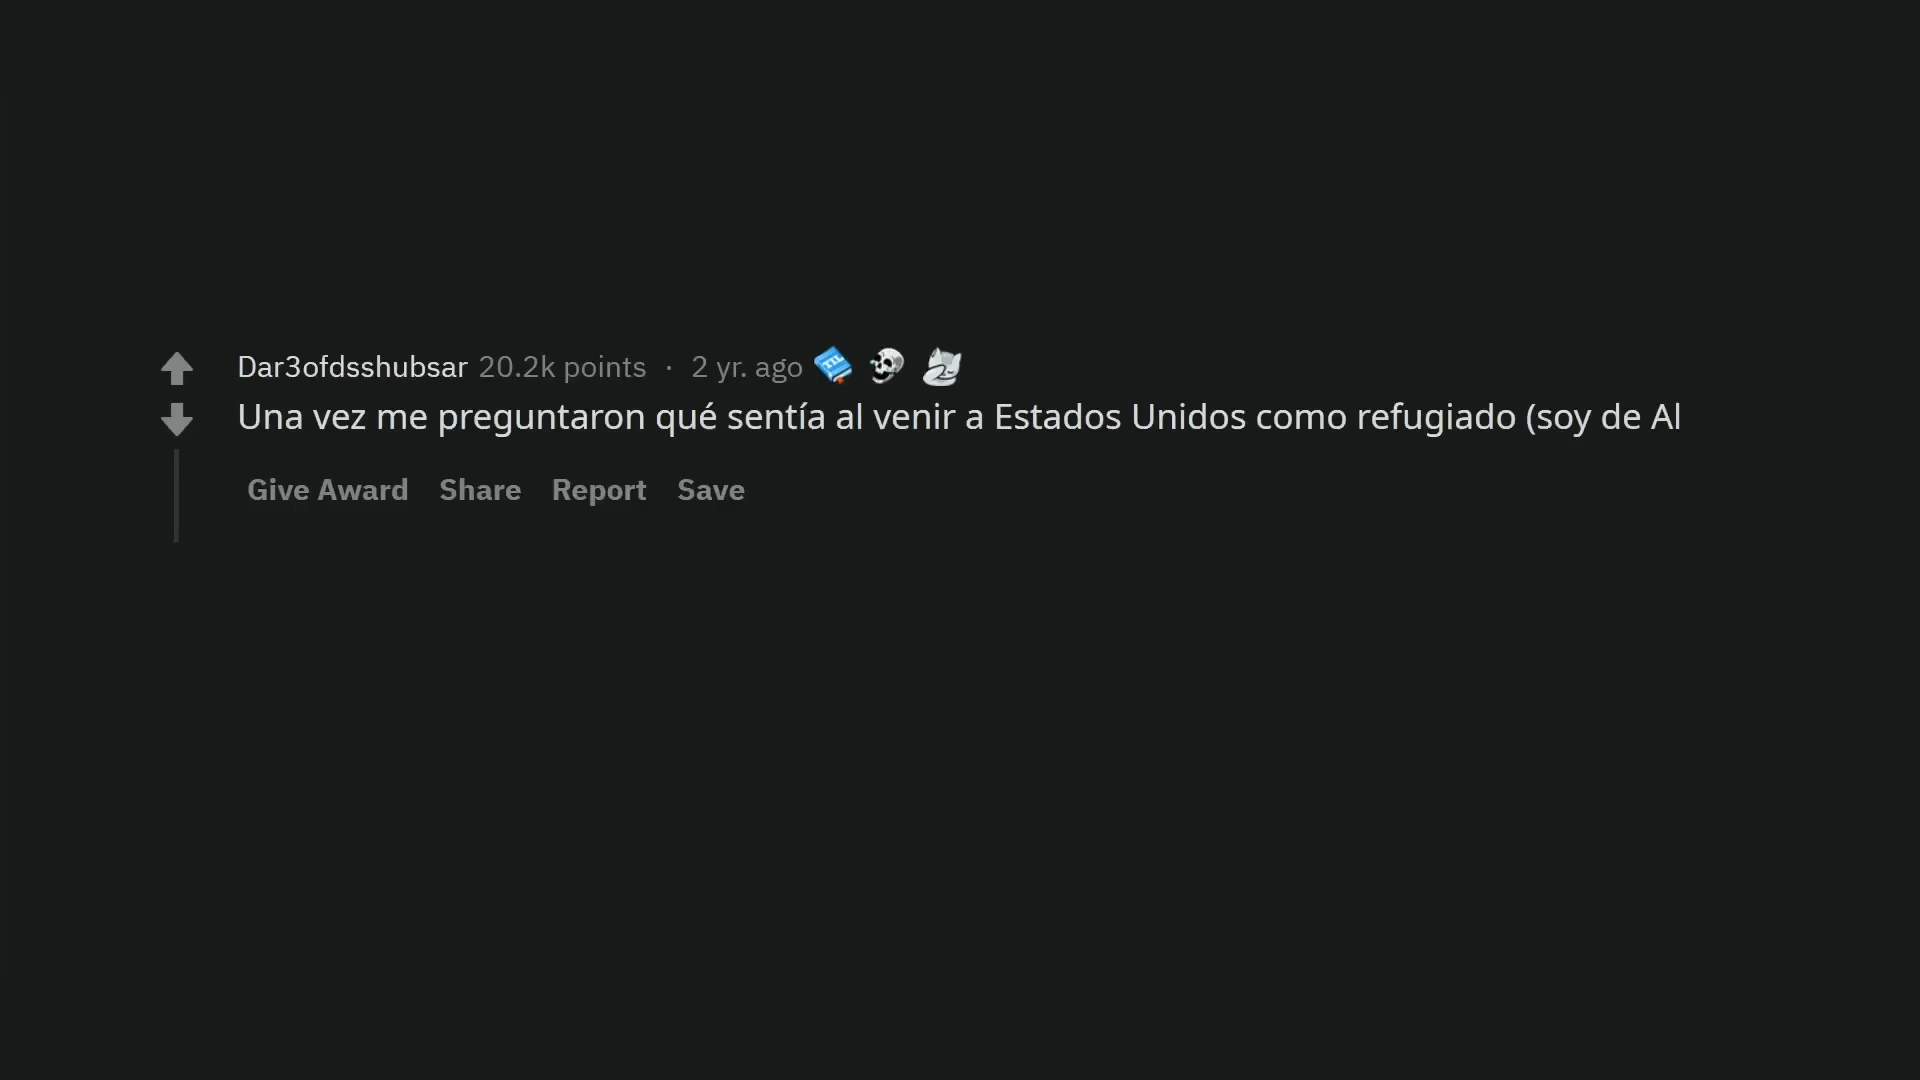 Dar3ofdsshubsar 20.2k points · 2 yr. ago TIL
Una vez me preguntaron qué sentía al venir a Estados Unidos como refugiado (soy de Al
Give Award Share Report Save